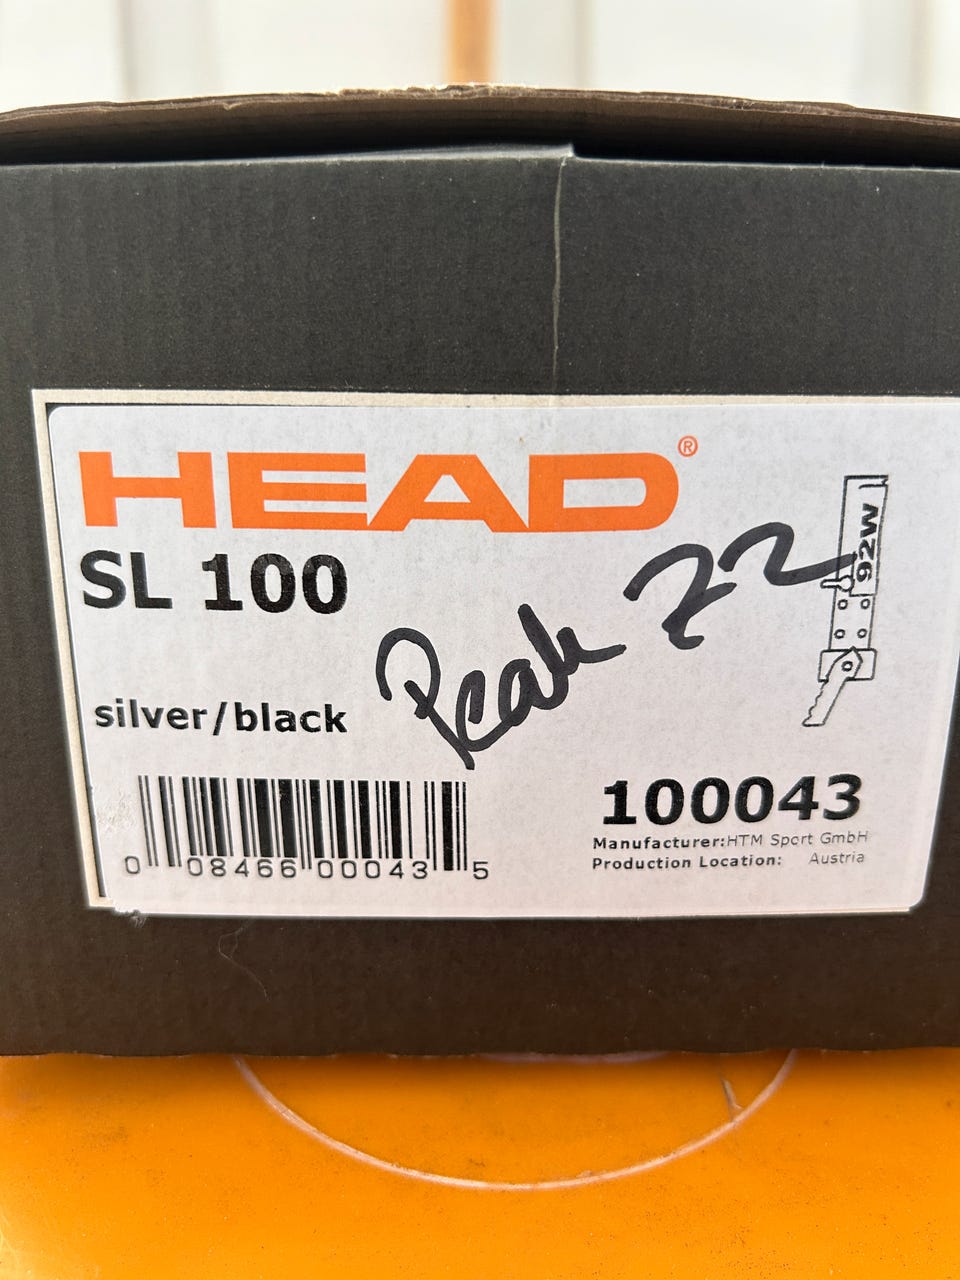 HEAD®
SL 100
92W
Peak 22
silver/black
0 08466 00043 5
100043
Manufacturer:HTM Sport GmbH
Production Location: Austria